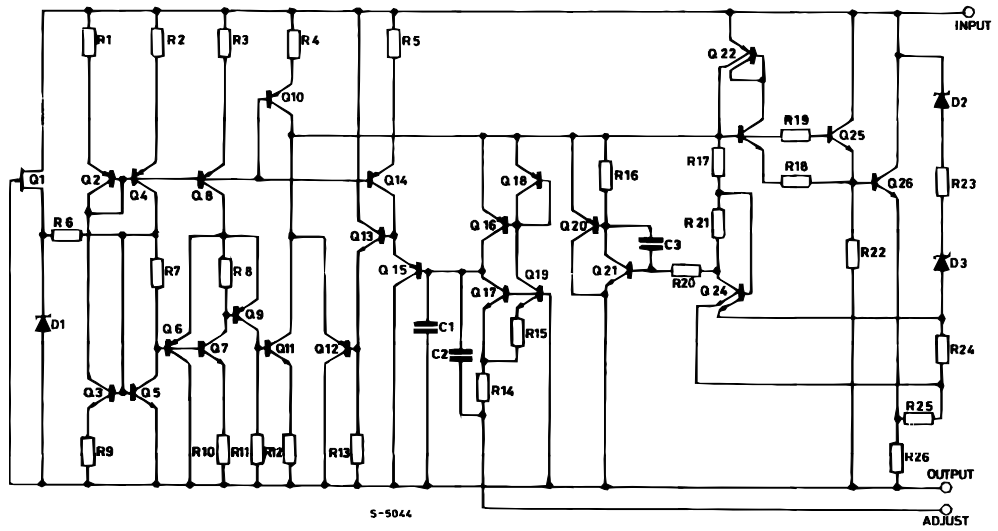 INPUT
R1 R2 R3 R4 R5
Q22
D2
Q10
R19
Q25
R17
R18
Q1
Q2 Q4 Q8 Q14 Q18 R16 Q26 R23
R6
Q16 Q20 R21
Q13
C3
R22
R7 R8 Q15 Q19 Q21 D3
R20
Q17 Q24
D1 Q6 Q9 C1 R15
Q7 Q11 Q12 C2 R24
Q3 Q5 R14
R25
R9 R10 R11 R12 R13 R26
OUTPUT
S-5044
ADJUST